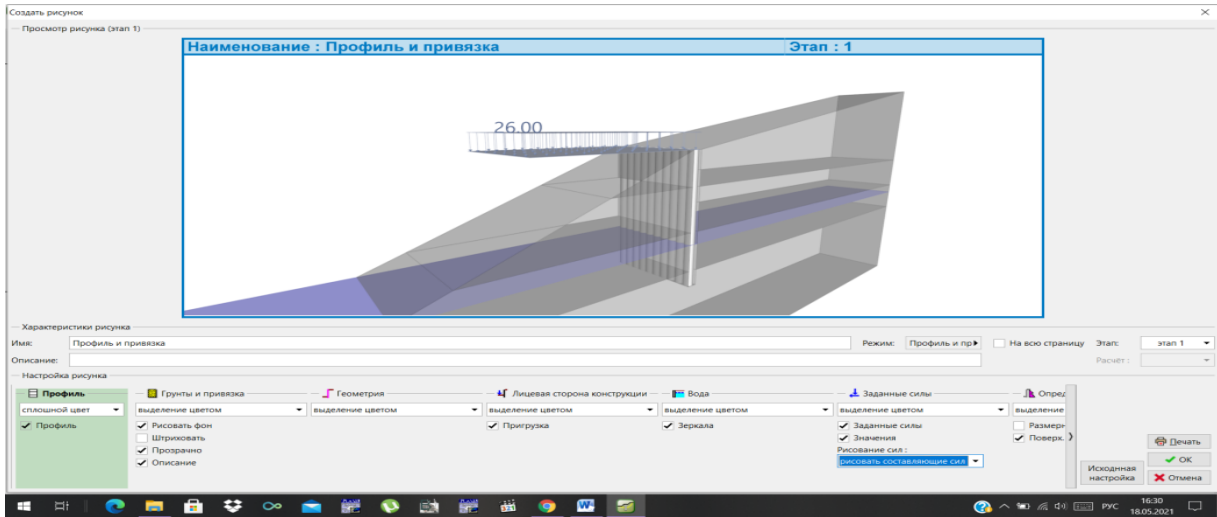 Создать рисунок
Просмотр рисунка (этап 1)
Наименование : Профиль и привязка Этап : 1
26.00
Характеристики рисунка
Имя: Профиль и привязка Режим: Профиль и пр На всю страницу Этап: этап 1
Описание: Расчёт :
Настройка рисунка
Профиль Грунты и привязка Геометрия Лицевая сторона конструкции Вода Заданные силы Опред
сплошной цвет выделение цветом выделение цветом выделение цветом выделение цветом выделение цветом выделение
Профиль Рисовать фон Пригрузка Зеркала Заданные силы Размерн
Штриховать Значения Поверх.
Прозрачно Рисование сил :
Описание рисовать составляющие сил
Печать
OK
Исходнная настройка Отмена
W
РУС 16:30
18.05.2021